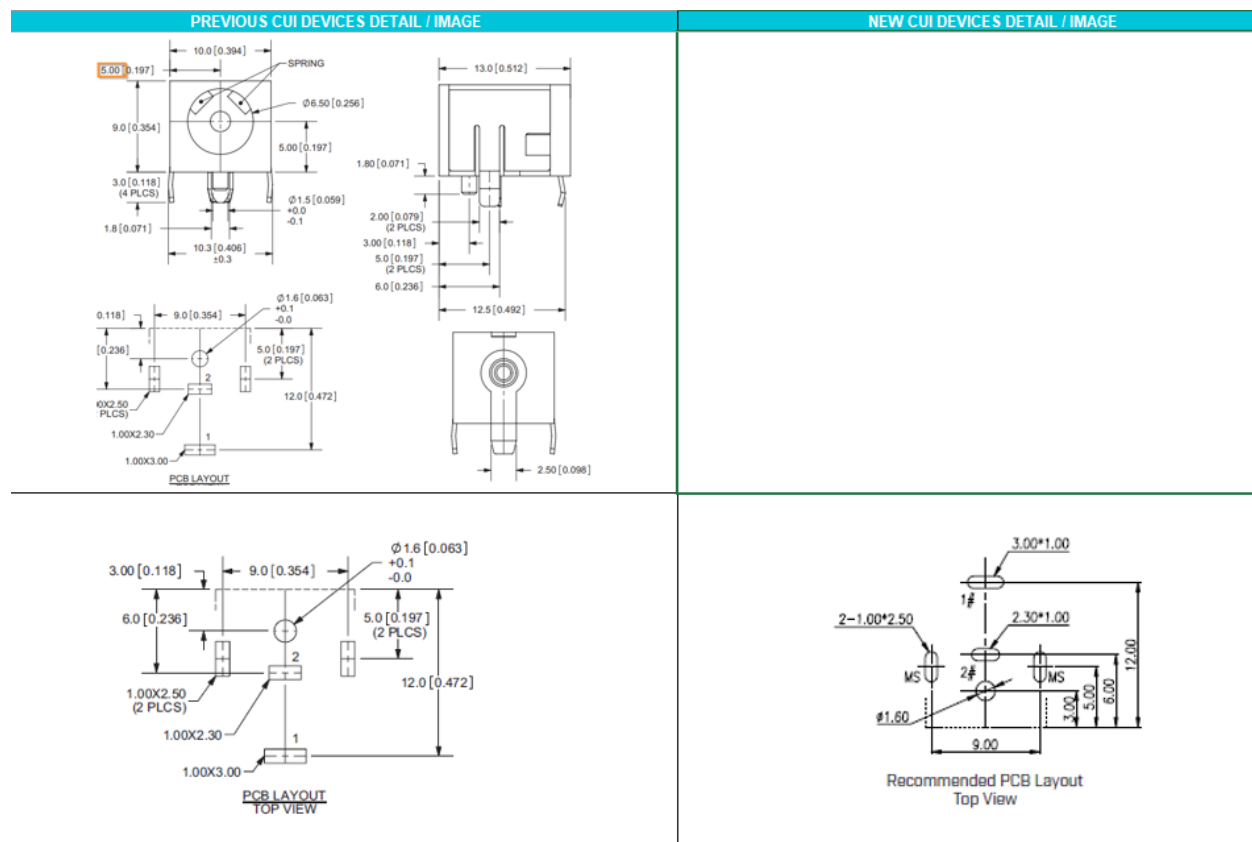 PREVIOUS CUI DEVICES DETAIL / IMAGE
NEW CUI DEVICES DETAIL / IMAGE
10.0 [0.394]
5.00 [0.197]
SPRING
Ø6.50 [0.256]
9.0 [0.354]
5.00 [0.197]
3.0 [0.118]
(4 PLCS)
Ø1.5 [0.059]
+0.0
-0.1
1.8 [0.071]
10.3 [0.406]
±0.3
13.0 [0.512]
1.80 [0.071]
2.00 [0.079]
(2 PLCS)
3.00 [0.118]
5.0 [0.197]
(2 PLCS)
6.0 [0.236]
12.5 [0.492]
Ø1.6 [0.063]
+0.1
-0.0
0.118]
9.0 [0.354]
[0.236]
5.0 [0.197]
(2 PLCS)
2
12.0 [0.472]
00X2.50
PLCS)
1.00X2.30
1
1.00X3.00
PCB LAYOUT
2.50 [0.098]
Ø1.6 [0.063]
+0.1
-0.0
3.00 [0.118]
9.0 [0.354]
6.0 [0.236]
5.0 [0.197]
(2 PLCS)
2
12.0 [0.472]
1.00X2.50
(2 PLCS)
1.00X2.30
1
1.00X3.00
PCB LAYOUT
TOP VIEW
3.00*1.00
1#
2-1.00*2.50
2.30*1.00
12.00
MS
2#
MS
6.00
5.00
3.00
ø1.60
9.00
Recommended PCB Layout
Top View